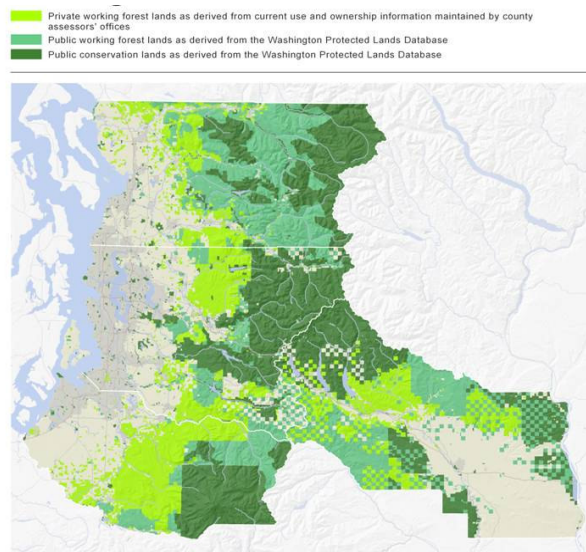 Private working forest lands as derived from current use and ownership information maintained by county
assessors' offices
Public working forest lands as derived from the Washington Protected Lands Database
Public conservation lands as derived from the Washington Protected Lands Database